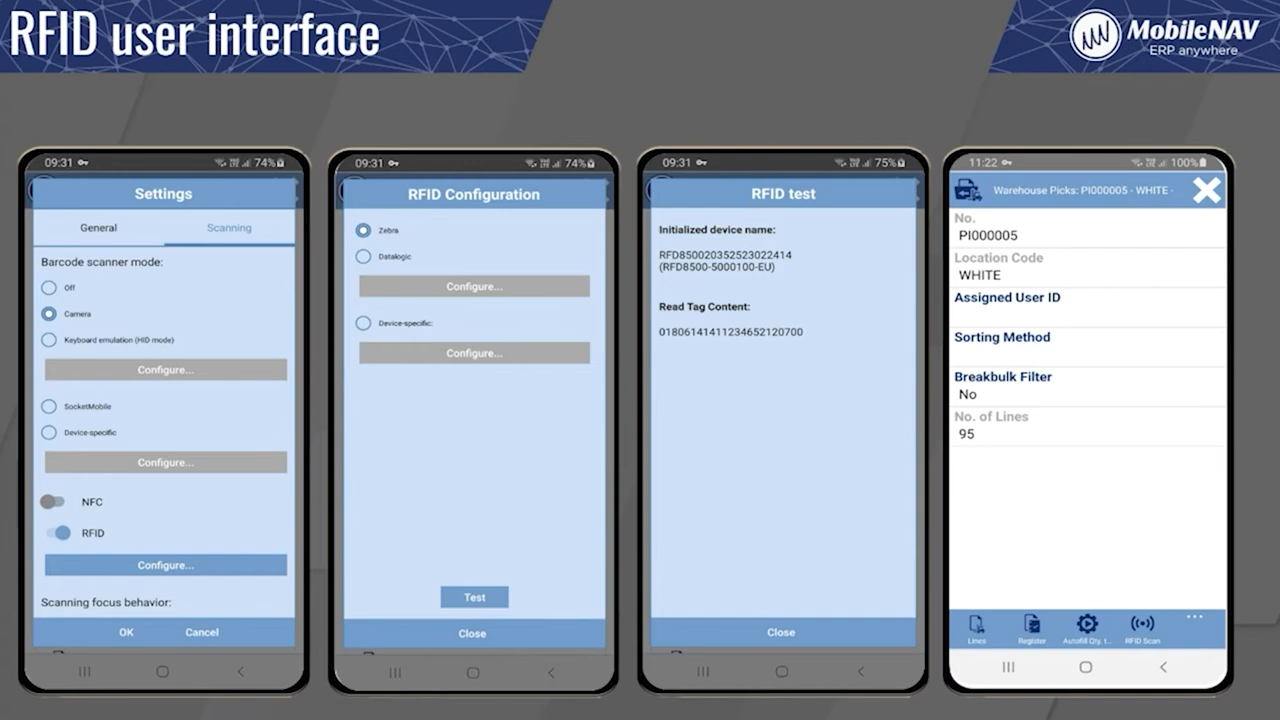 RFID user interface
MobileNAV
ERP anywhere
09:31
74%
Settings
General
Scanning
Barcode scanner mode:
Off
Camera
Keyboard emulation (HID mode)
Configure...
SocketMobile
Device-specific
Configure...
NFC
RFID
Configure...
Scanning focus behavior:
OK
Cancel
09:31
74%
RFID Configuration
Zebra
Datalogic
Configure...
Device-specific:
Configure...
Test
Close
09:31
75%
RFID test
Initialized device name:
RFD850020352523022414
(RFD8500-5000100-EU)
Read Tag Content:
01806141411234652120700
Close
11:22
100%
Warehouse Picks: PI000005 - WHITE -
No.
PI000005
Location Code
WHITE
Assigned User ID
Sorting Method
Breakbulk Filter
No
No. of Lines
95
Lines
Register
Autofill Qty. t...
RFID Scan